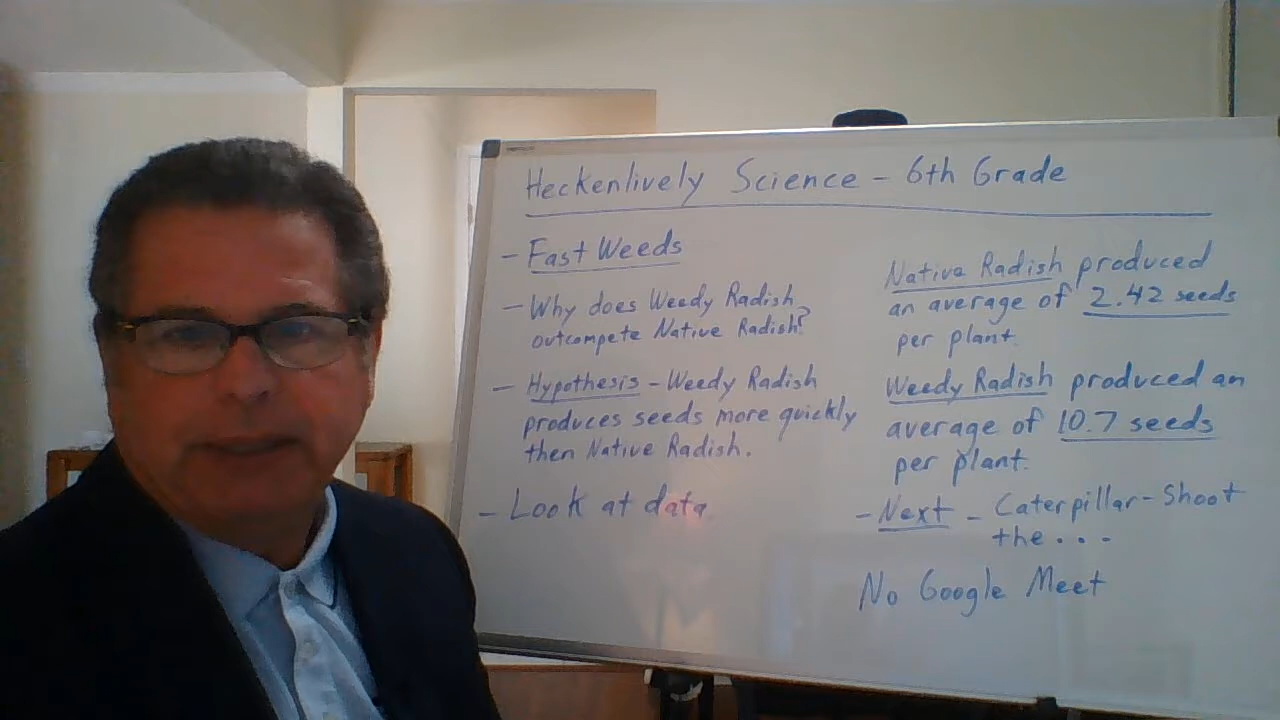 Heckenlively Science - 6th Grade
- Fast Weeds
- Why does Weedy Radish
outcompete Native Radish?
- Hypothesis - Weedy Radish
produces seeds more quickly
then Native Radish.
- Look at data.
Native Radish produced
an average of 2.42 seeds
per plant.
Weedy Radish produced an
average of 10.7 seeds
per plant.
- Next - Caterpillar-Shoot
the...
No Google Meet